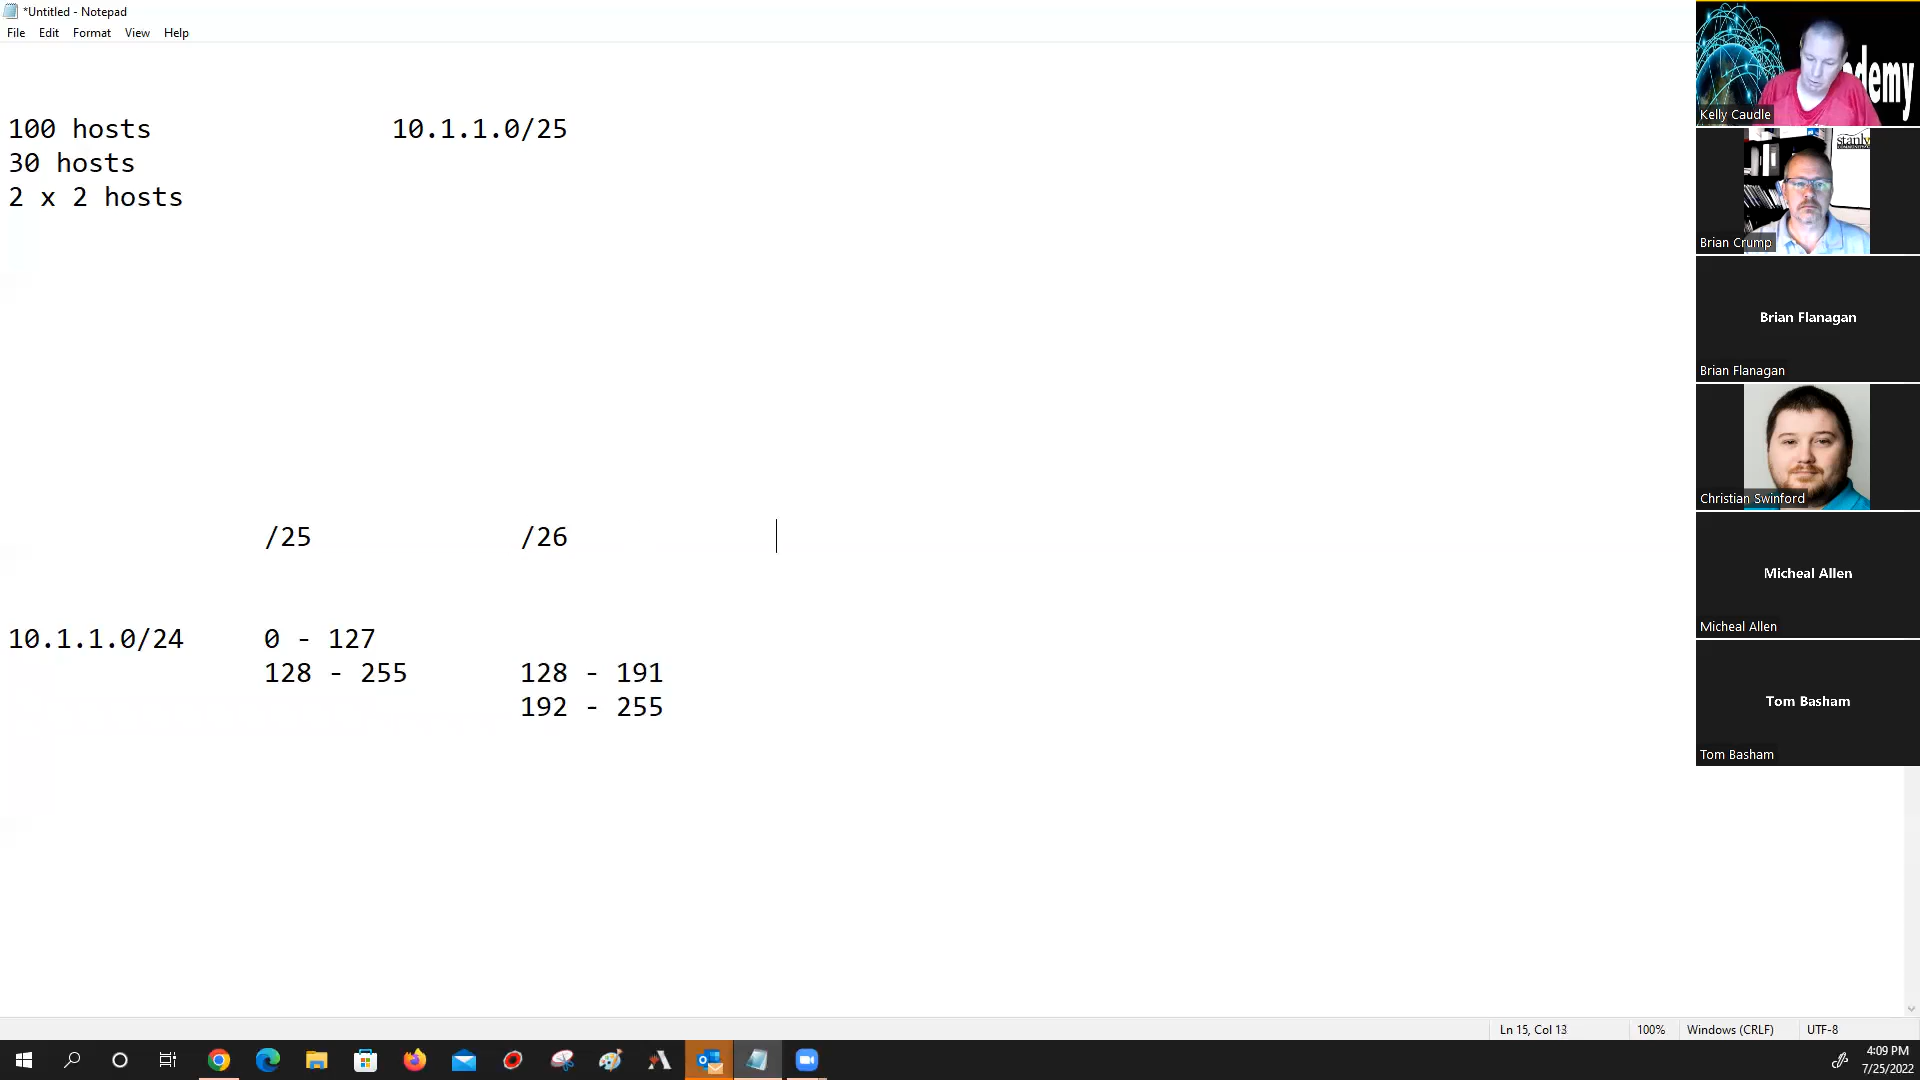 *Untitled - Notepad
File Edit Format View Help
100 hosts 10.1.1.0/25
30 hosts
2 x 2 hosts
/25 /26
10.1.1.0/24 0 - 127
128 - 255 128 - 191
192 - 255
demy
Kelly Caudle
stanly
Brian Crump
Brian Flanagan
Brian Flanagan
Christian Swinford
Micheal Allen
Micheal Allen
Tom Basham
Tom Basham
Ln 15, Col 13 100% Windows (CRLF) UTF-8
4:09 PM
7/25/2022